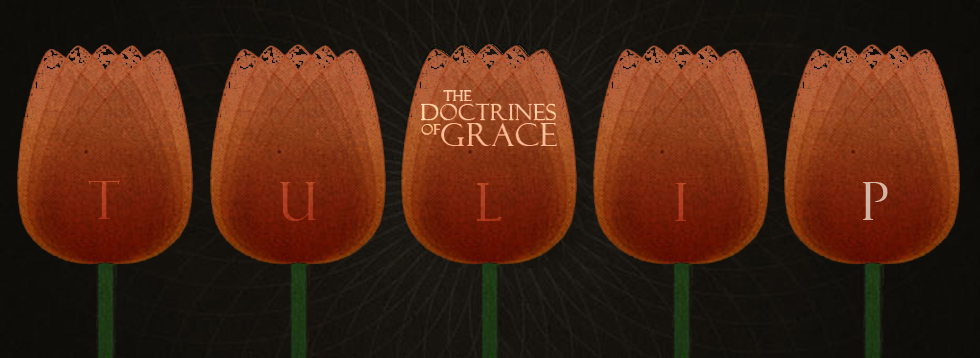 THE
DOCTRINES
OF GRACE
T U L I P